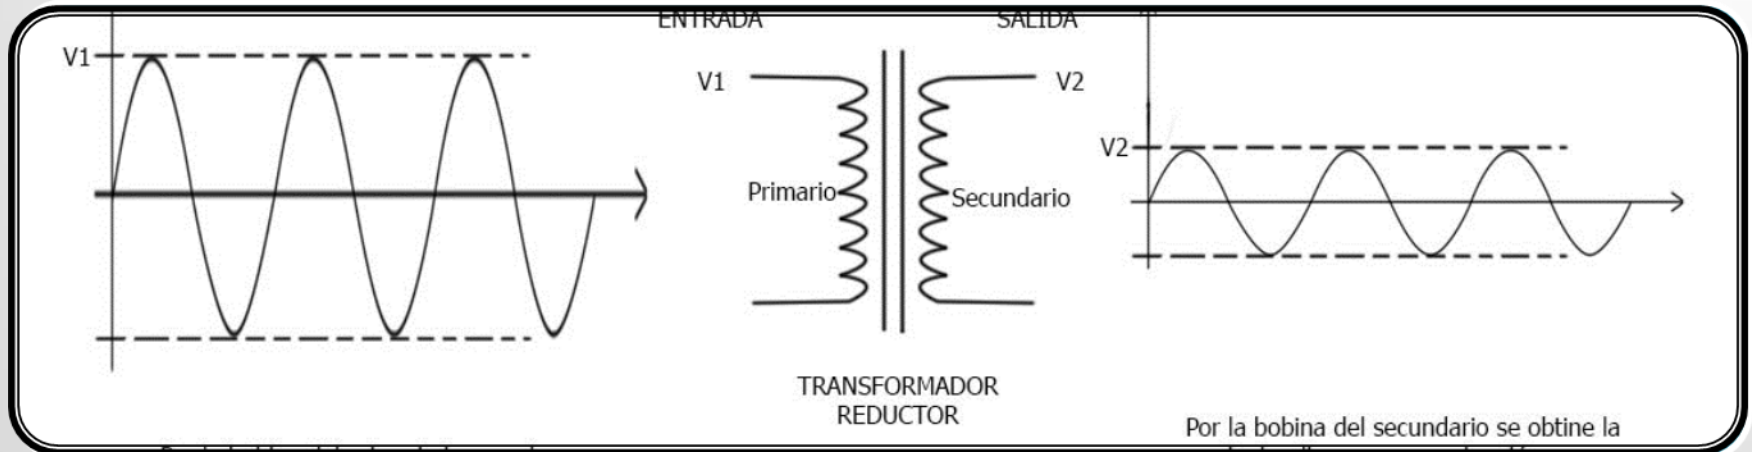 ENTRADA
SALIDA
V1
V1
V2
V2
Primario
Secundario
TRANSFORMADOR
REDUCTOR
Por la bobina del secundario se obtine la